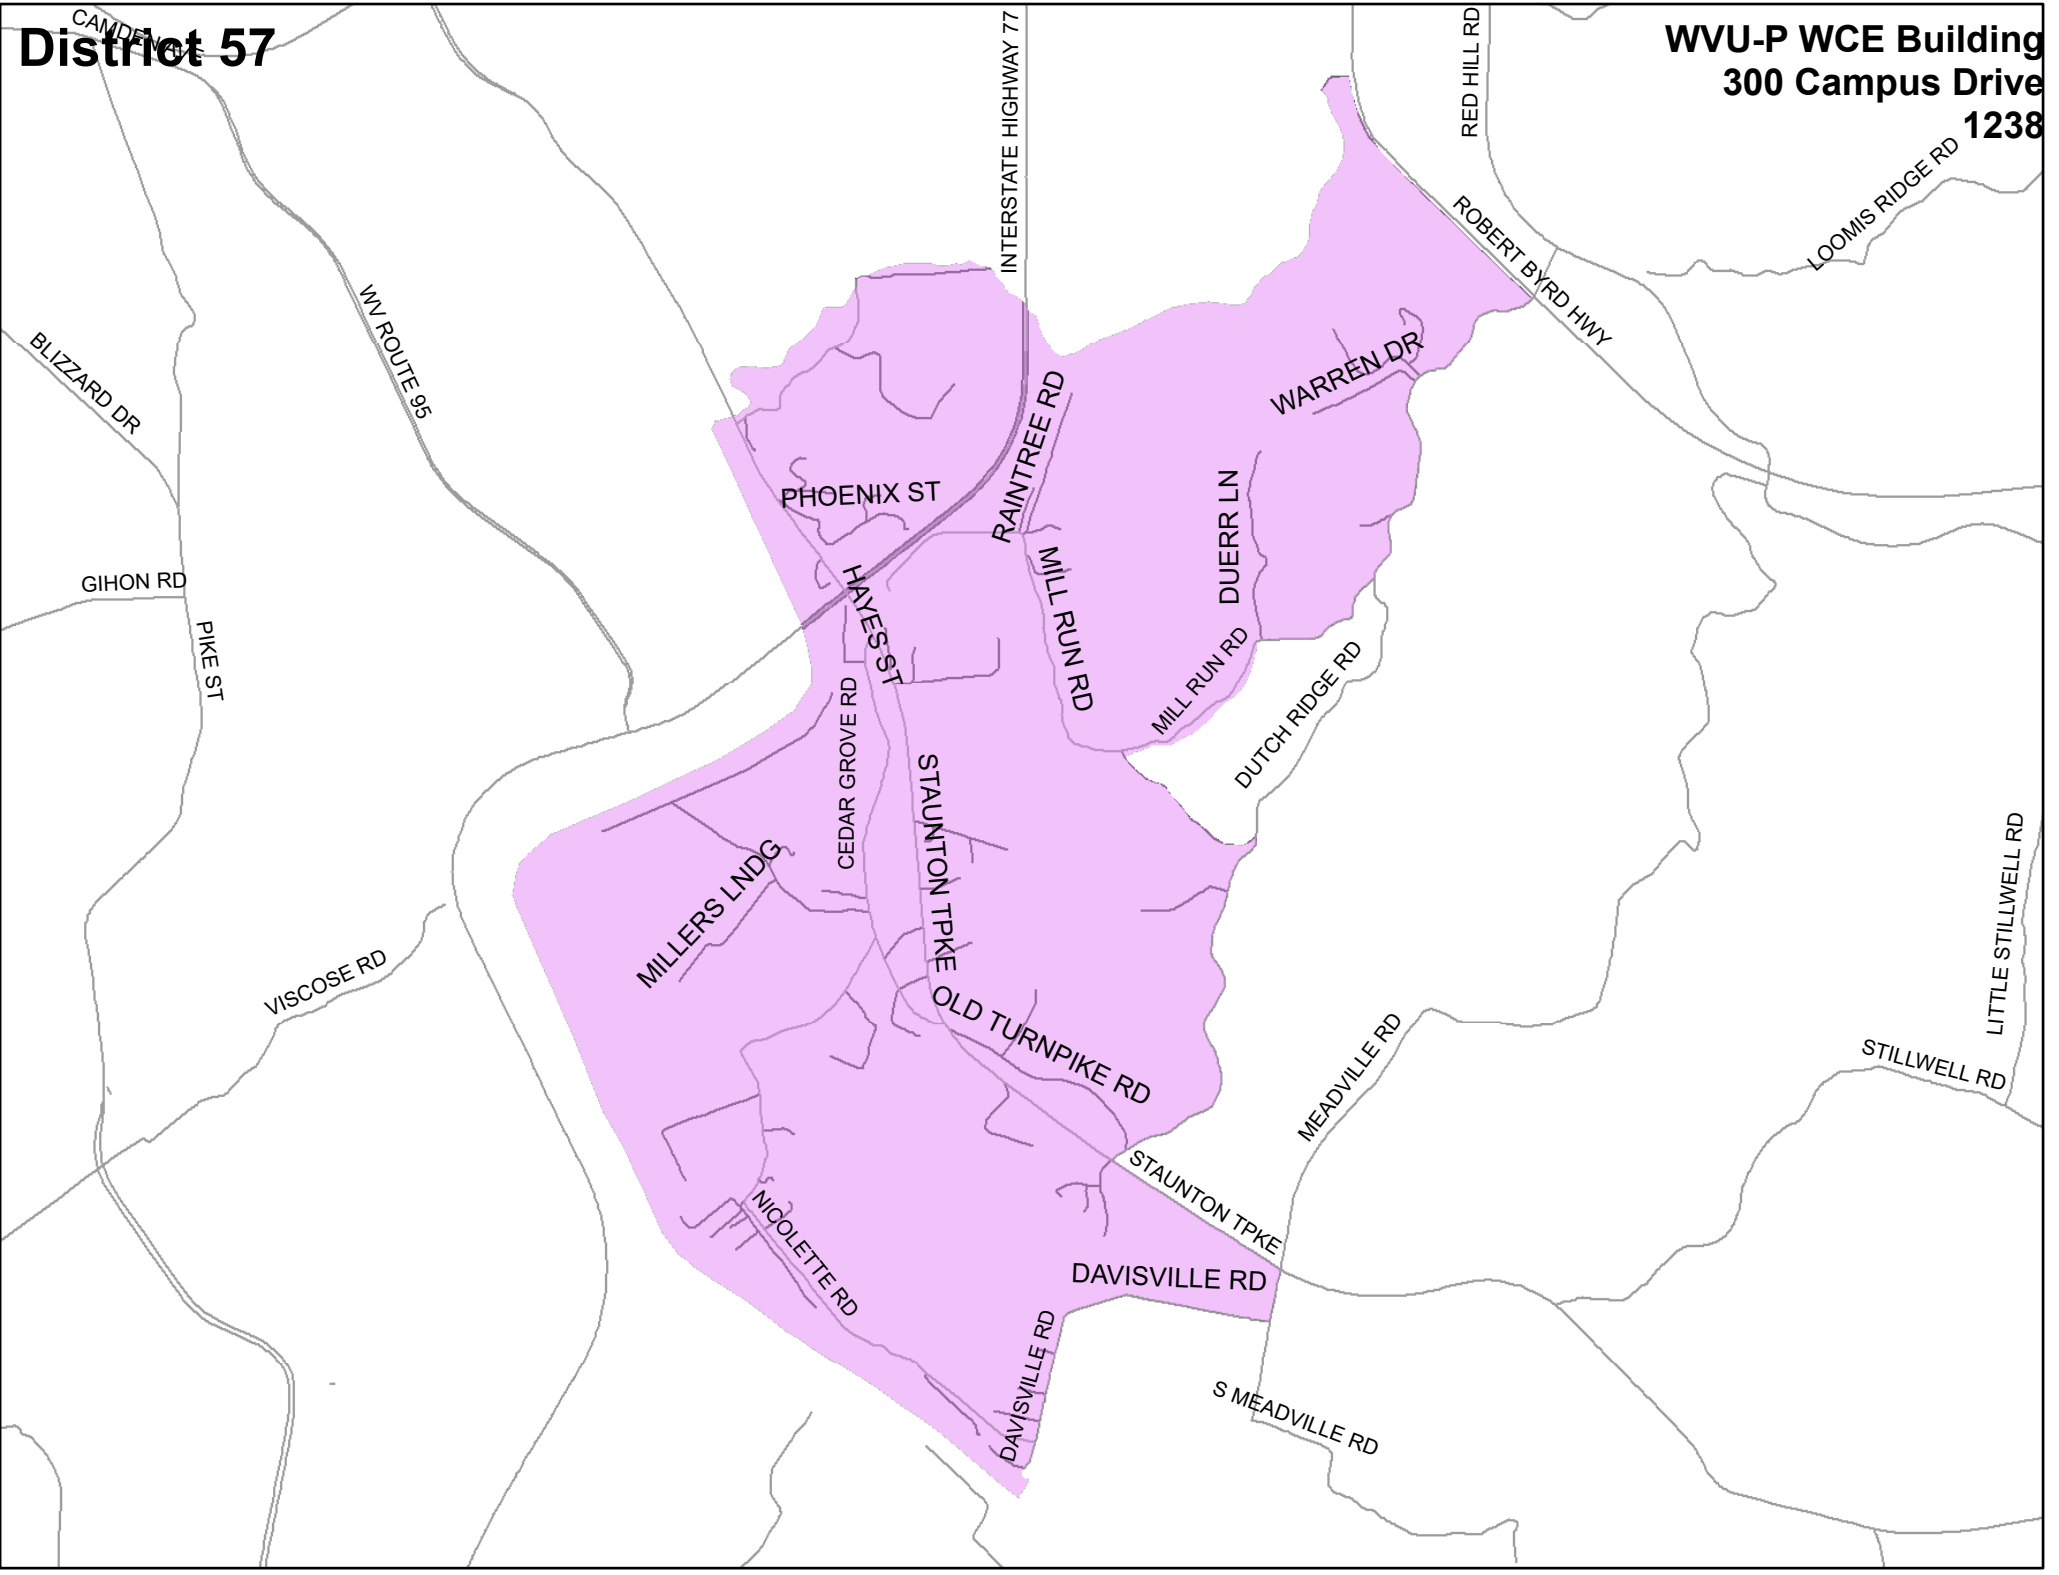 District 57
CAMDEN AVE
WVU-P WCE Building
300 Campus Drive
1238
INTERSTATE HIGHWAY 77
RED HILL RD
LOOMIS RIDGE RD
ROBERT BYRD HWY
WV ROUTE 95
BLIZZARD DR
WARREN DR
RAINTREE RD
PHOENIX ST
DUERR LN
GIHON RD
HAYES ST
MILL RUN RD
PIKE ST
MILL RUN RD
DUTCH RIDGE RD
CEDAR GROVE RD
STAUNTON TPKE
MILLERS LNDG
LITTLE STILLWELL RD
VISCOSE RD
OLD TURNPIKE RD
MEADVILLE RD
STILLWELL RD
STAUNTON TPKE
NICOLETTE RD
DAVISVILLE RD
DAVISVILLE RD
S MEADVILLE RD